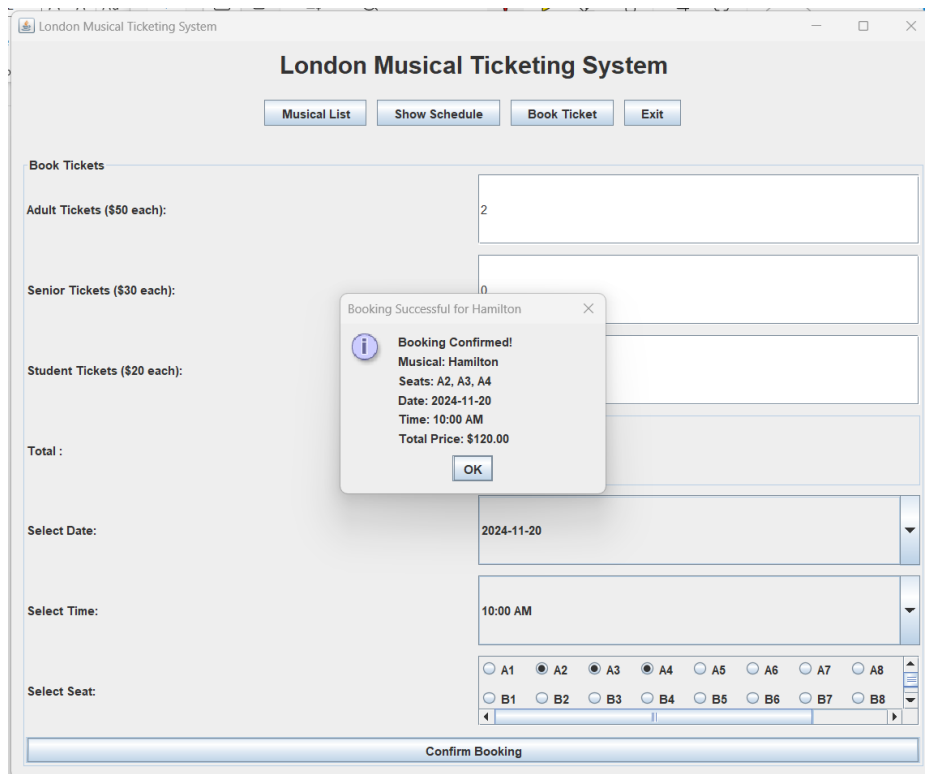 London Musical Ticketing System
London Musical Ticketing System
Musical List Show Schedule Book Ticket Exit
Book Tickets
Adult Tickets ($50 each):
2
Senior Tickets ($30 each):
0
Booking Successful for Hamilton
Booking Confirmed!
Musical: Hamilton
Seats: A2, A3, A4
Date: 2024-11-20
Time: 10:00 AM
Total Price: $120.00
OK
Student Tickets ($20 each):
Total :
Select Date:
2024-11-20
Select Time:
10:00 AM
Select Seat:
A1 A2 A3 A4 A5 A6 A7 A8
B1 B2 B3 B4 B5 B6 B7 B8
Confirm Booking